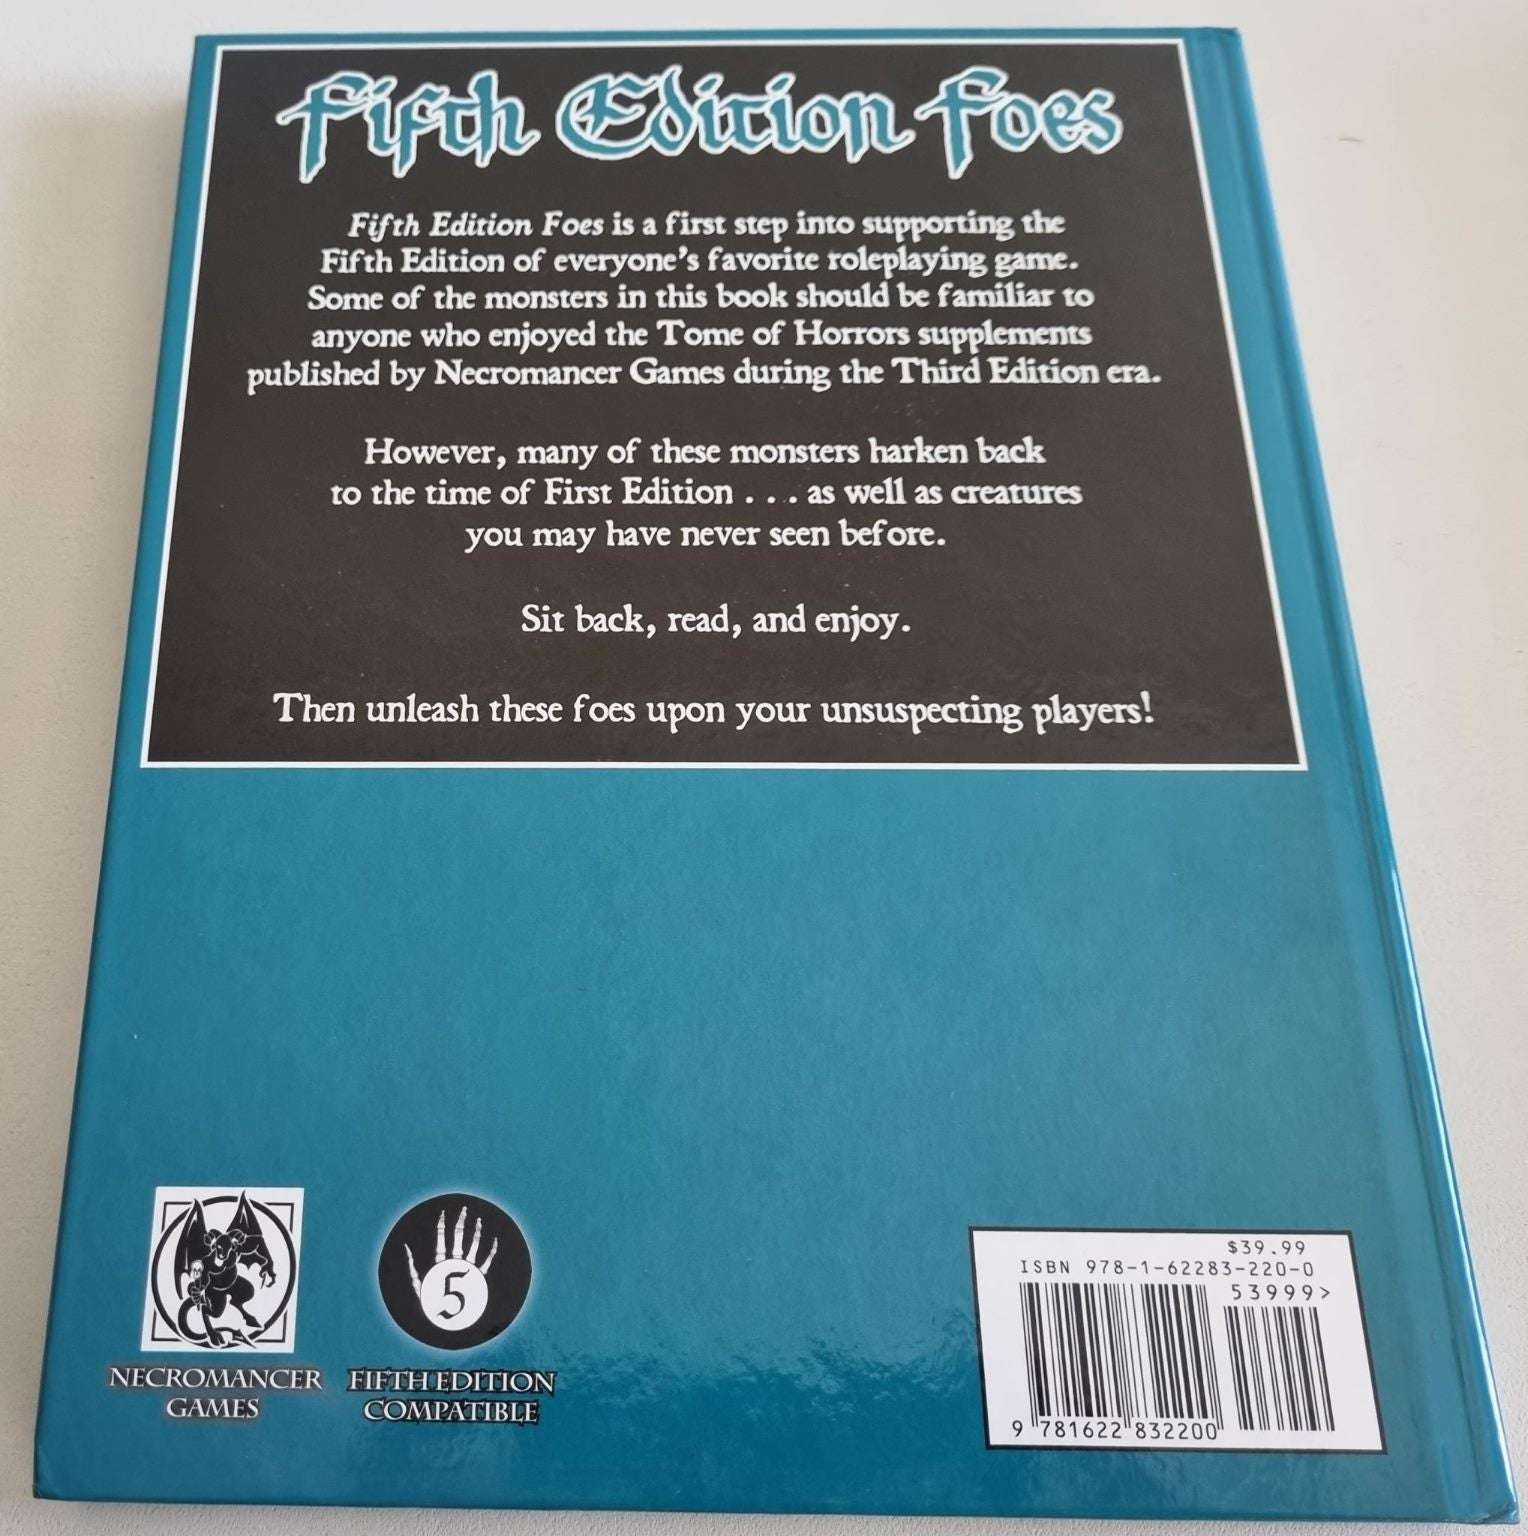 Fifth Edition Foes
Fifth Edition Foes is a first step into supporting the
Fifth Edition of everyone's favorite roleplaying game.
Some of the monsters in this book should be familiar to
anyone who enjoyed the Tome of Horrors supplements
published by Necromancer Games during the Third Edition era.
However, many of these monsters harken back
to the time of First Edition . . . as well as creatures
you may have never seen before.
Sit back, read, and enjoy.
Then unleash these foes upon your unsuspecting players!
5
NECROMANCER
GAMES
FIFTH EDITION
COMPATIBLE
$39.99
ISBN 978-1-62283-220-0
53999>
9 781622 832200